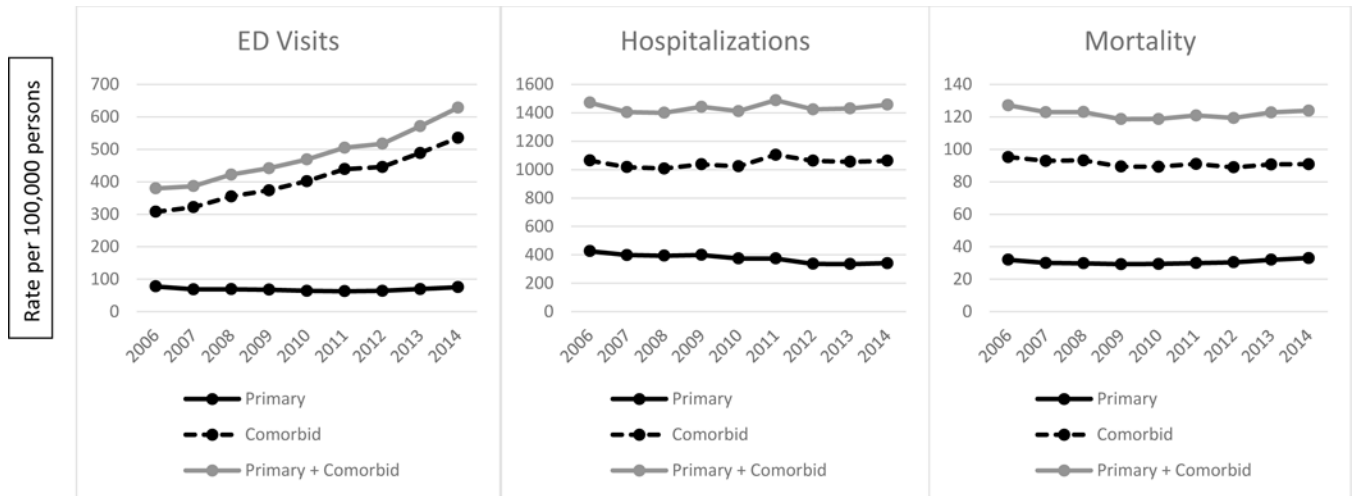 Rate per 100,000 persons
ED Visits
700
600
500
400
300
200
100
0
2006 2007 2008 2009 2010 2011 2012 2013 2014
Primary
Comorbid
Primary + Comorbid
Hospitalizations
1600
1400
1200
1000
800
600
400
200
0
2006 2007 2008 2009 2010 2011 2012 2013 2014
Primary
Comorbid
Primary + Comorbid
Mortality
140
120
100
80
60
40
20
0
2006 2007 2008 2009 2010 2011 2012 2013 2014
Primary
Comorbid
Primary + Comorbid